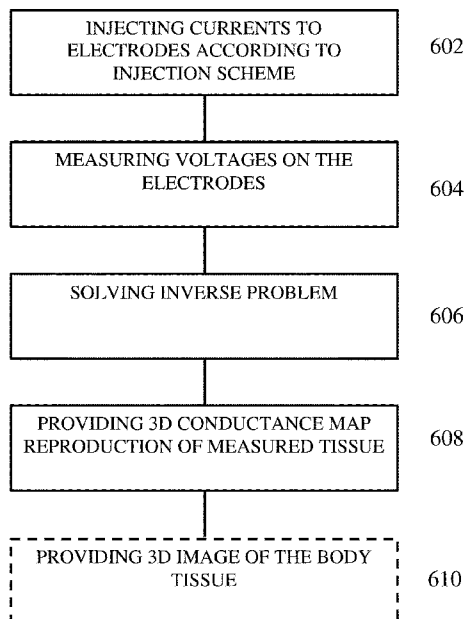 INJECTING CURRENTS TO
ELECTRODES ACCORDING TO
INJECTION SCHEME
602
MEASURING VOLTAGES ON THE
ELECTRODES
604
SOLVING INVERSE PROBLEM
606
PROVIDING 3D CONDUCTANCE MAP
REPRODUCTION OF MEASURED TISSUE
608
PROVIDING 3D IMAGE OF THE BODY
TISSUE
610